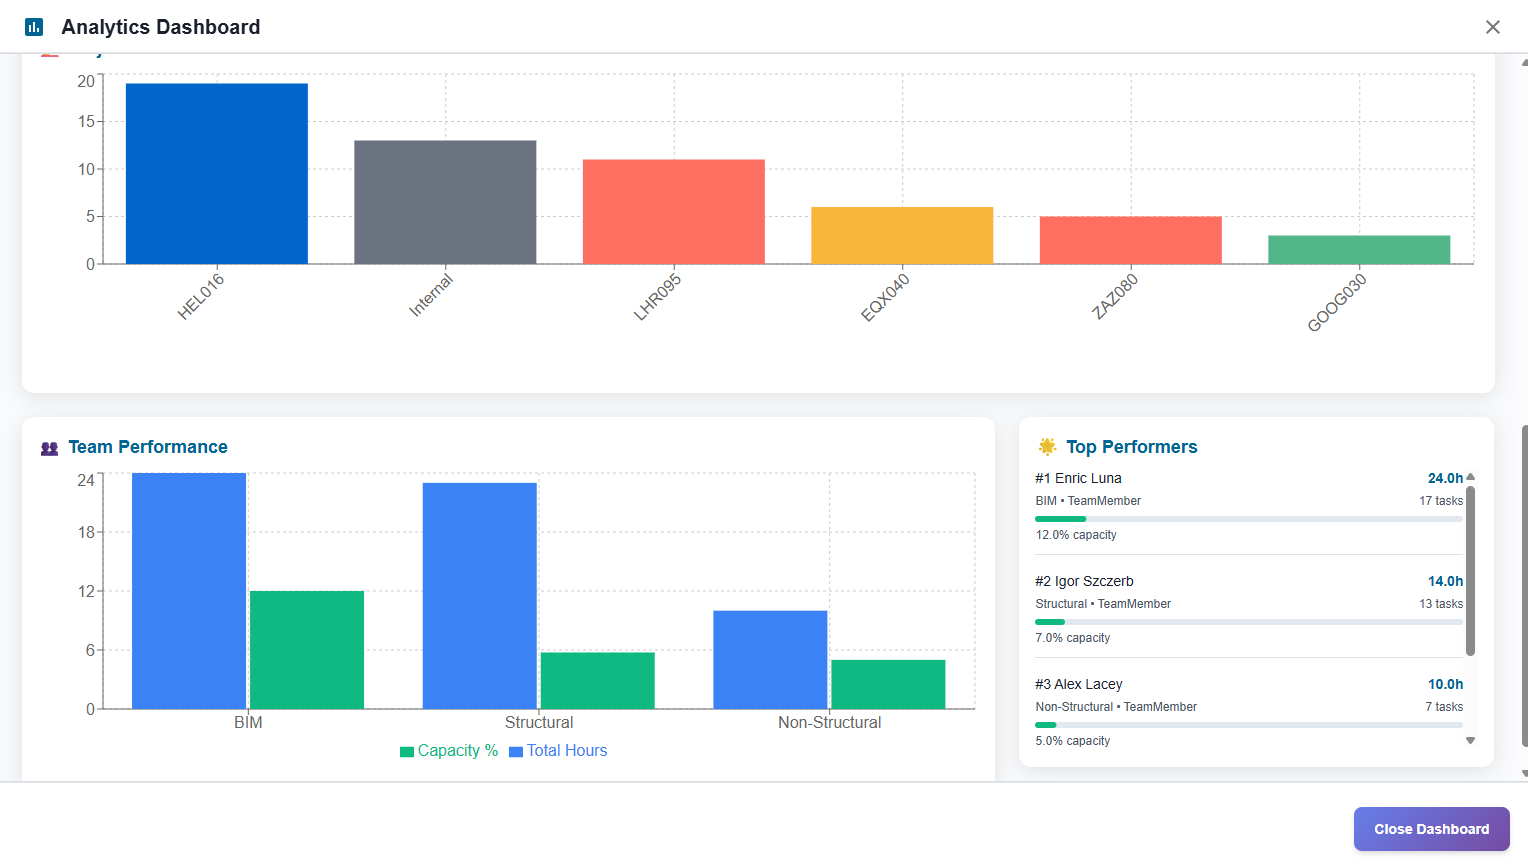 Analytics Dashboard
20
15
10
5
0
HEL016
Internal
LHR095
EQX040
ZAZ080
GOOG030
Team Performance
24
18
12
6
0
BIM
Structural
Non-Structural
Capacity %
Total Hours
Top Performers
#1 Enric Luna
24.0h
BIM • TeamMember
17 tasks
12.0% capacity
#2 Igor Szczerb
14.0h
Structural • TeamMember
13 tasks
7.0% capacity
#3 Alex Lacey
10.0h
Non-Structural • TeamMember
7 tasks
5.0% capacity
Close Dashboard